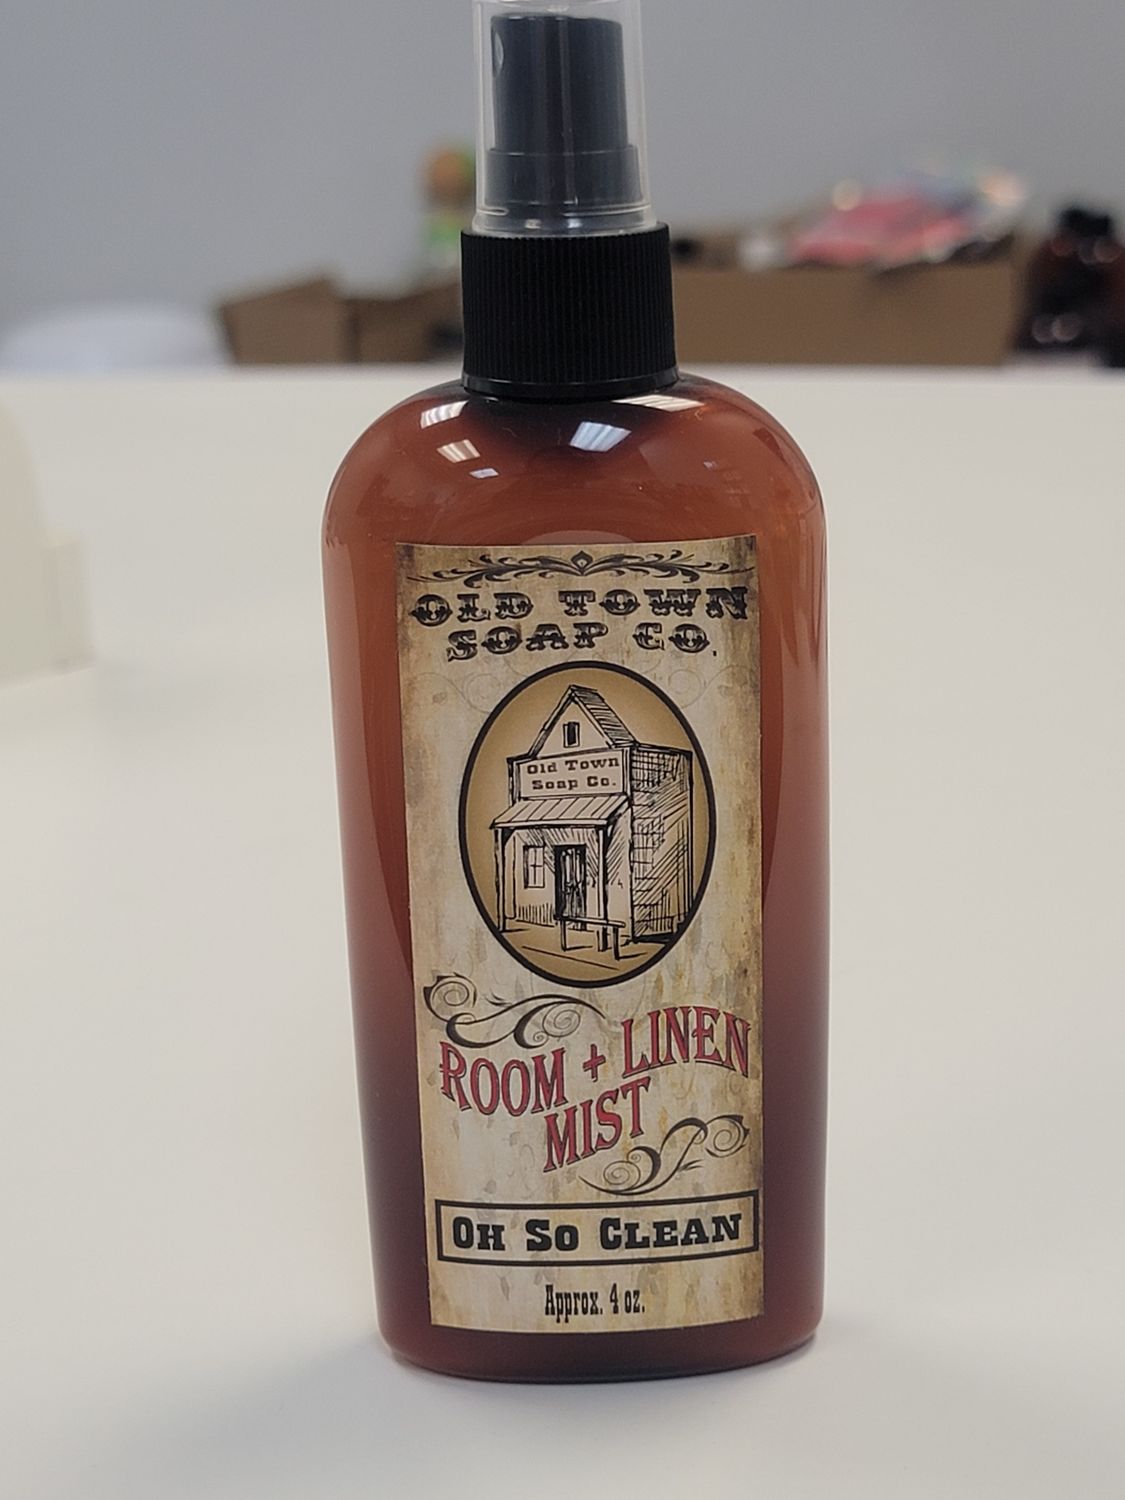 OLD TOWN
SOAP CO.
Old Town
Soap Co.
ROOM + LINEN
MIST
OH SO CLEAN
Approx. 4 oz.